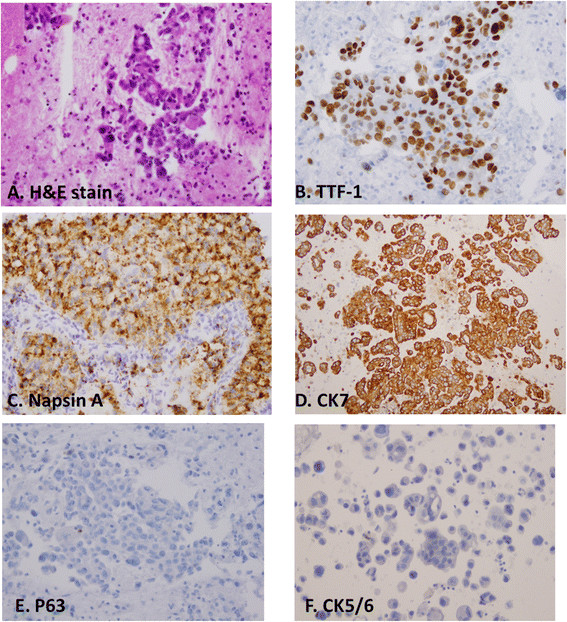 A. H&E stain
B. TTF-1
C. Napsin A
D. CK7
E. P63
F. CK5/6